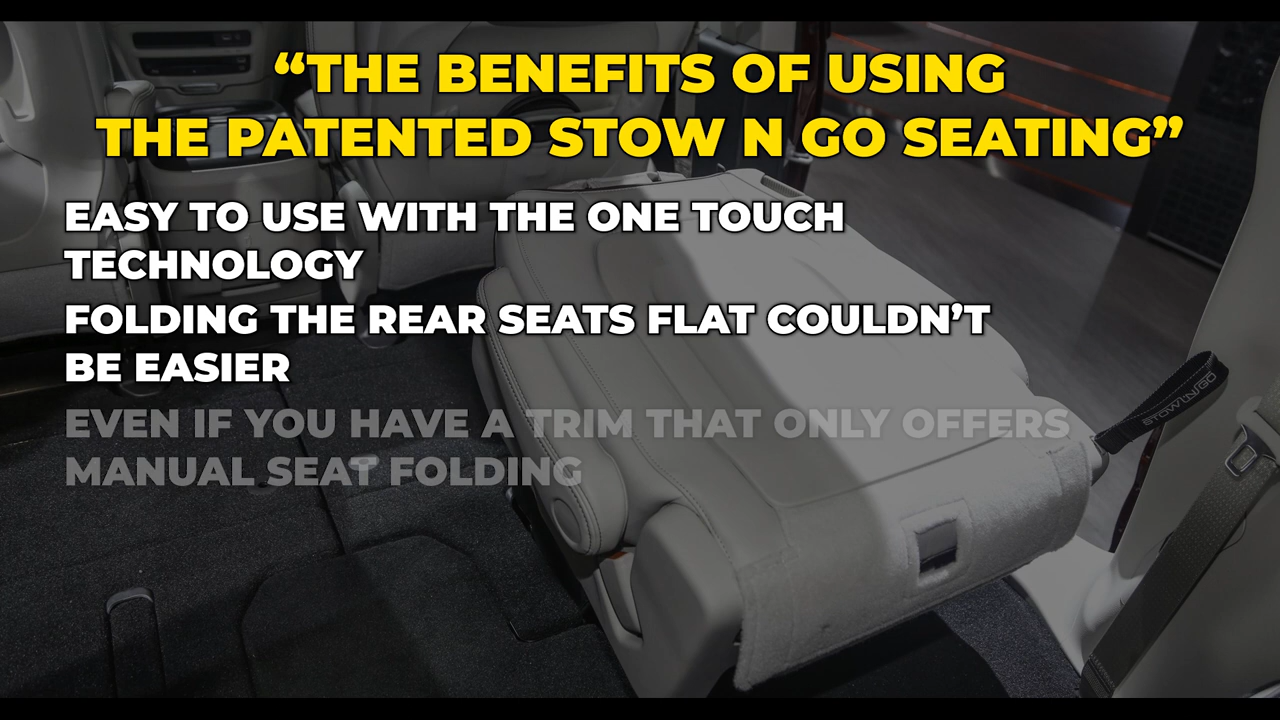 “THE BENEFITS OF USING
THE PATENTED STOW N GO SEATING”
EASY TO USE WITH THE ONE TOUCH
TECHNOLOGY
FOLDING THE REAR SEATS FLAT COULDN’T
BE EASIER
EVEN IF YOU HAVE A TRIM THAT ONLY OFFERS
MANUAL SEAT FOLDING
STOW'N GO